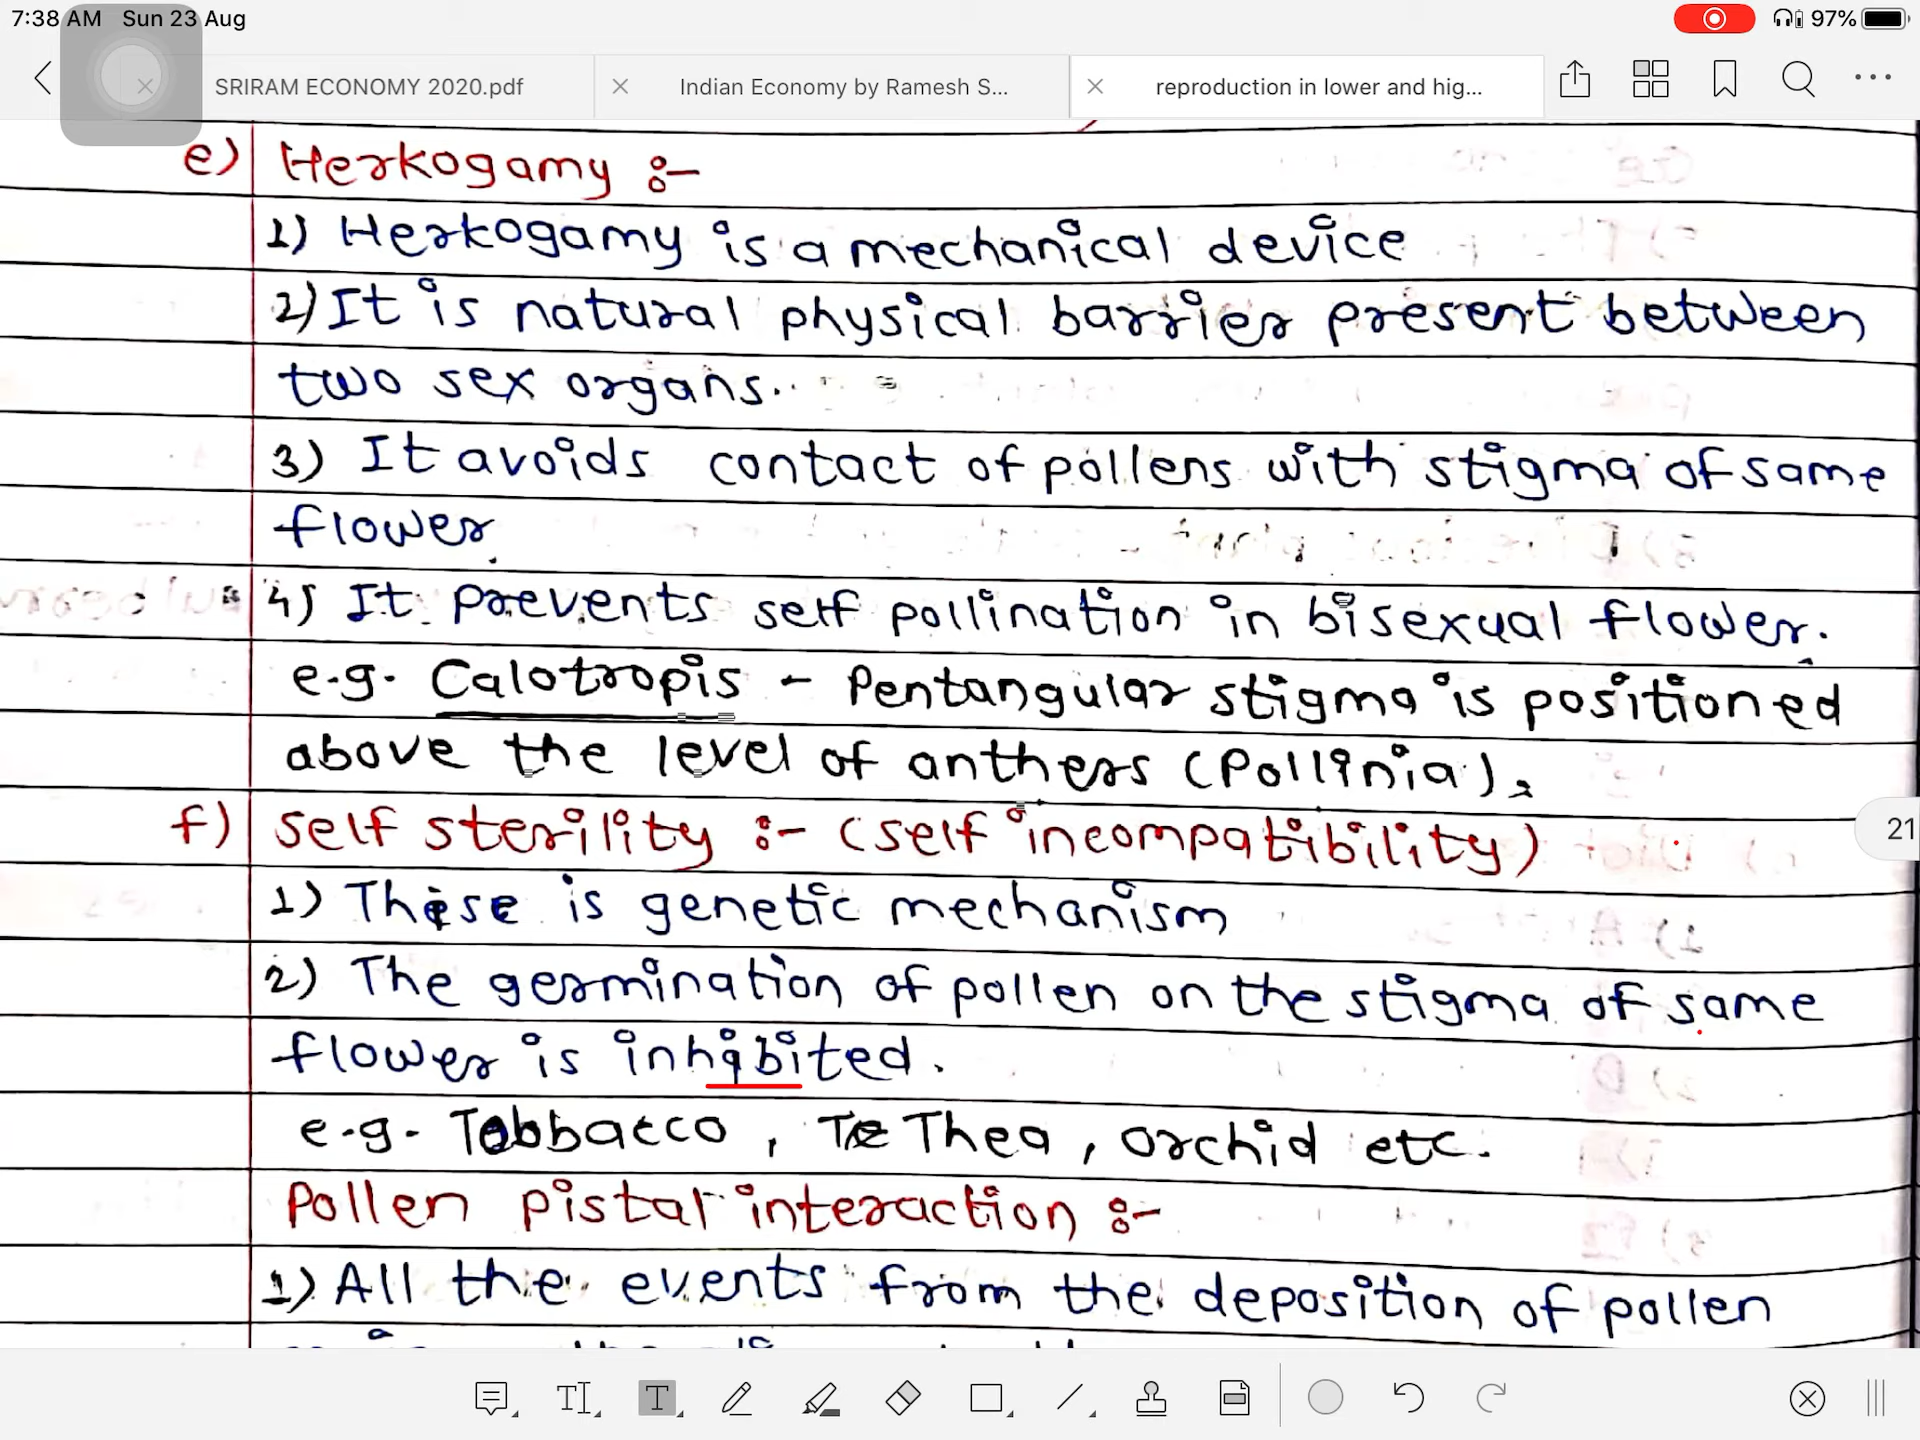 7:38 AM Sun 23 Aug 97%
SRIRAM ECONOMY 2020.pdf Indian Economy by Ramesh S... reproduction in lower and hig...
e) Herkogamy :-
1) Herkogamy is a mechanical device
2) It is natural physical barrier present between
two sex organs.
3) It avoids contact of pollens with stigma of same
flower
4) It prevents self pollination in bisexual flower.
e.g. Calotropis - Pentangular stigma is positioned
above the level of anthers (Pollinia).
f) Self sterility :- (self incompatibility)
21
1) These is genetic mechanism
2) The germination of pollen on the stigma of same
flower is inhibited.
e.g. Tobbacco, Te Thea, orchid etc.
Pollen pistal interaction :-
1) All the events from the deposition of pollen